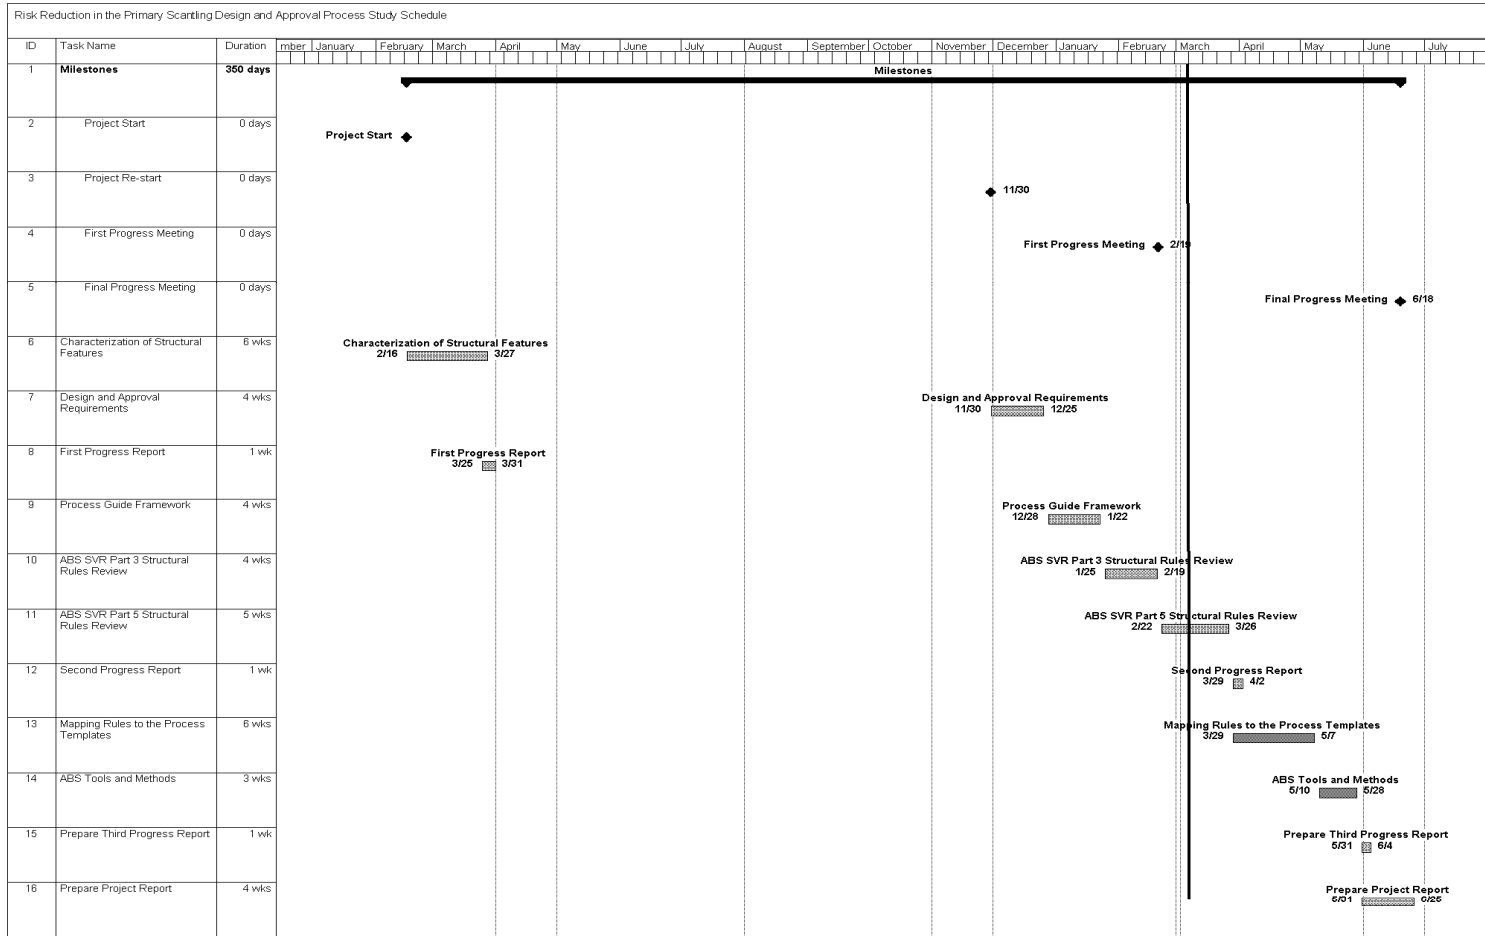 Risk Reduction in the Primary Scantling Design and Approval Process Study Schedule
ID Task Name Duration mber January February March April May June July August September October November December January February March April May June July
1 Milestones 350 days Milestones
2 Project Start 0 days Project Start
3 Project Re-start 0 days 11/30
4 First Progress Meeting 0 days First Progress Meeting 2/19
5 Final Progress Meeting 0 days Final Progress Meeting 6/18
6 Characterization of Structural Features 6 wks Characterization of Structural Features
2/16 3/27
7 Design and Approval Requirements 4 wks Design and Approval Requirements
11/30 12/25
8 First Progress Report 1 wk First Progress Report
3/25 3/31
9 Process Guide Framework 4 wks Process Guide Framework
12/28 1/22
10 ABS SVR Part 3 Structural Rules Review 4 wks ABS SVR Part 3 Structural Rules Review
1/25 2/19
11 ABS SVR Part 5 Structural Rules Review 5 wks ABS SVR Part 5 Structural Rules Review
2/22 3/26
12 Second Progress Report 1 wk Second Progress Report
3/29 4/2
13 Mapping Rules to the Process Templates 6 wks Mapping Rules to the Process Templates
3/29 5/7
14 ABS Tools and Methods 3 wks ABS Tools and Methods
5/10 5/28
15 Prepare Third Progress Report 1 wk Prepare Third Progress Report
5/31 6/4
16 Prepare Project Report 4 wks Prepare Project Report
5/31 6/25